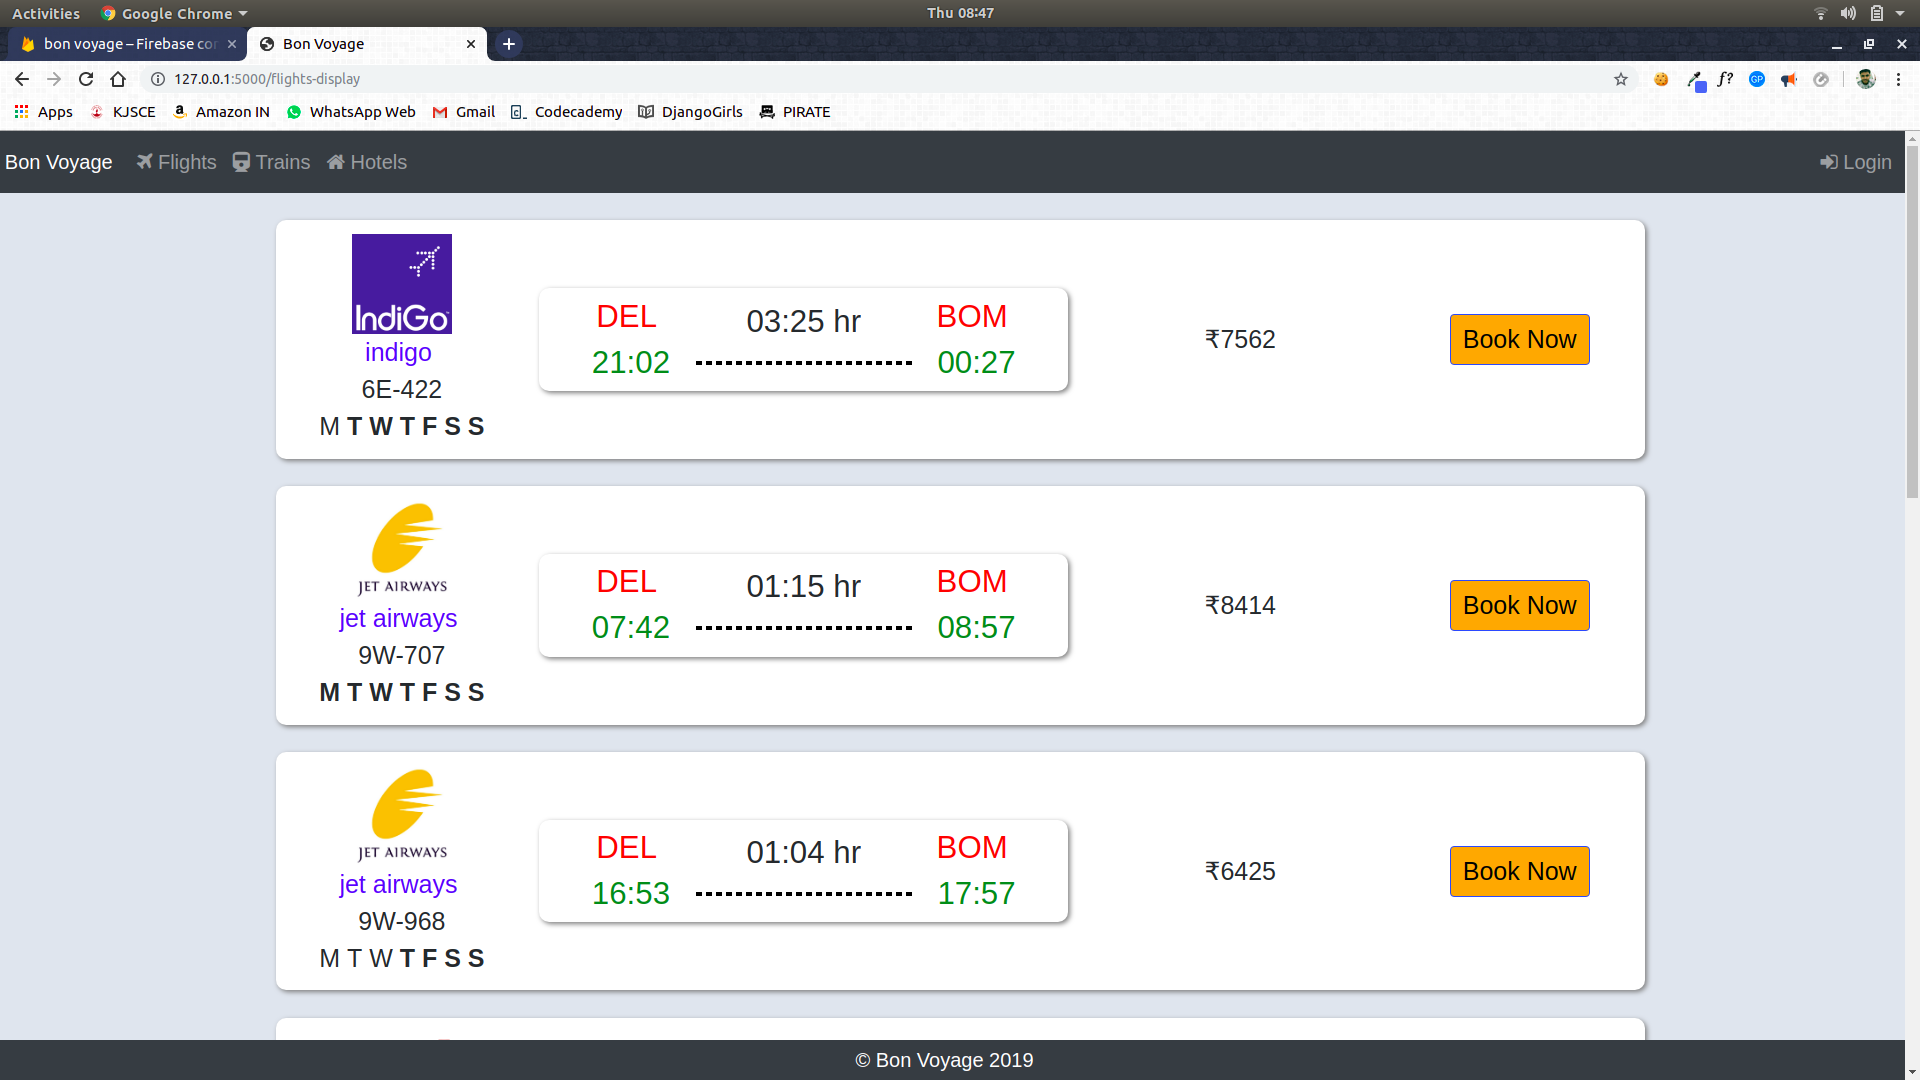 Activities Google Chrome Thu 08:47
bon voyage – Firebase cor Bon Voyage
127.0.0.1:5000/flights-display f? GP
Apps KJSCE Amazon IN WhatsApp Web Gmail Codecademy DjangoGirls PIRATE
Bon Voyage Flights Trains Hotels Login
IndiGo
indigo
6E-422
M T W T F S S
DEL 03:25 hr BOM
21:02 00:27
₹7562
Book Now
JET AIRWAYS
jet airways
9W-707
M T W T F S S
DEL 01:15 hr BOM
07:42 08:57
₹8414
Book Now
JET AIRWAYS
jet airways
9W-968
M T W T F S S
DEL 01:04 hr BOM
16:53 17:57
₹6425
Book Now
© Bon Voyage 2019